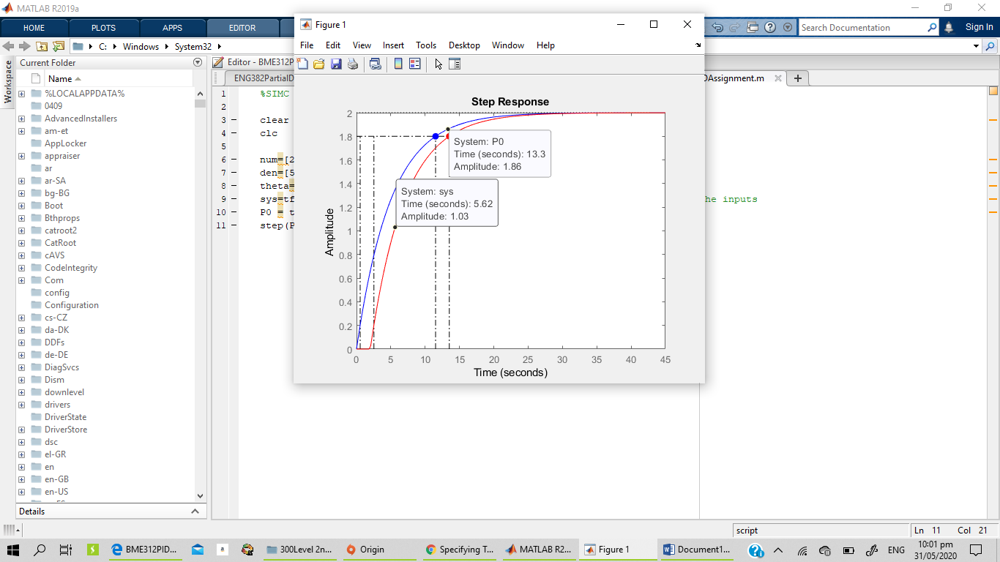 MATLAB R2019a
HOME
PLOTS
APPS
EDITOR
Search Documentation
Sign In
C:
Windows
System32
Workspace
Current Folder
Name
%LOCALAPPDATA%
0409
AdvancedInstallers
am-et
AppLocker
appraiser
ar
ar-SA
bg-BG
Boot
Bthprops
catroot2
CatRoot
cAVS
CodeIntegrity
Com
config
Configuration
cs-CZ
da-DK
DDFs
de-DE
DiagSvcs
Dism
downlevel
drivers
DriverState
DriverStore
dsc
el-GR
en
en-GB
en-US
Details
Editor - BME312P
ENG382PartialD
DAssignment.m
1 %SIMC
2
3 clear
4 clc
5
6 num=[2
7 den=[5
8 theta=
9 sys=tf
he inputs
10 P0 = t
11 step(P
Figure 1
File Edit View Insert Tools Desktop Window Help
Step Response
Amplitude
2
1.8
1.6
1.4
1.2
1
0.8
0.6
0.4
0.2
0
0 5 10 15 20 25 30 35 40 45
Time (seconds)
System: P0
Time (seconds): 13.3
Amplitude: 1.86
System: sys
Time (seconds): 5.62
Amplitude: 1.03
script
Ln 11 Col 21
BME312PID...
300Level 2n...
Origin
Specifying T...
MATLAB R2...
Figure 1
Document1...
ENG
10:01 pm
31/05/2020